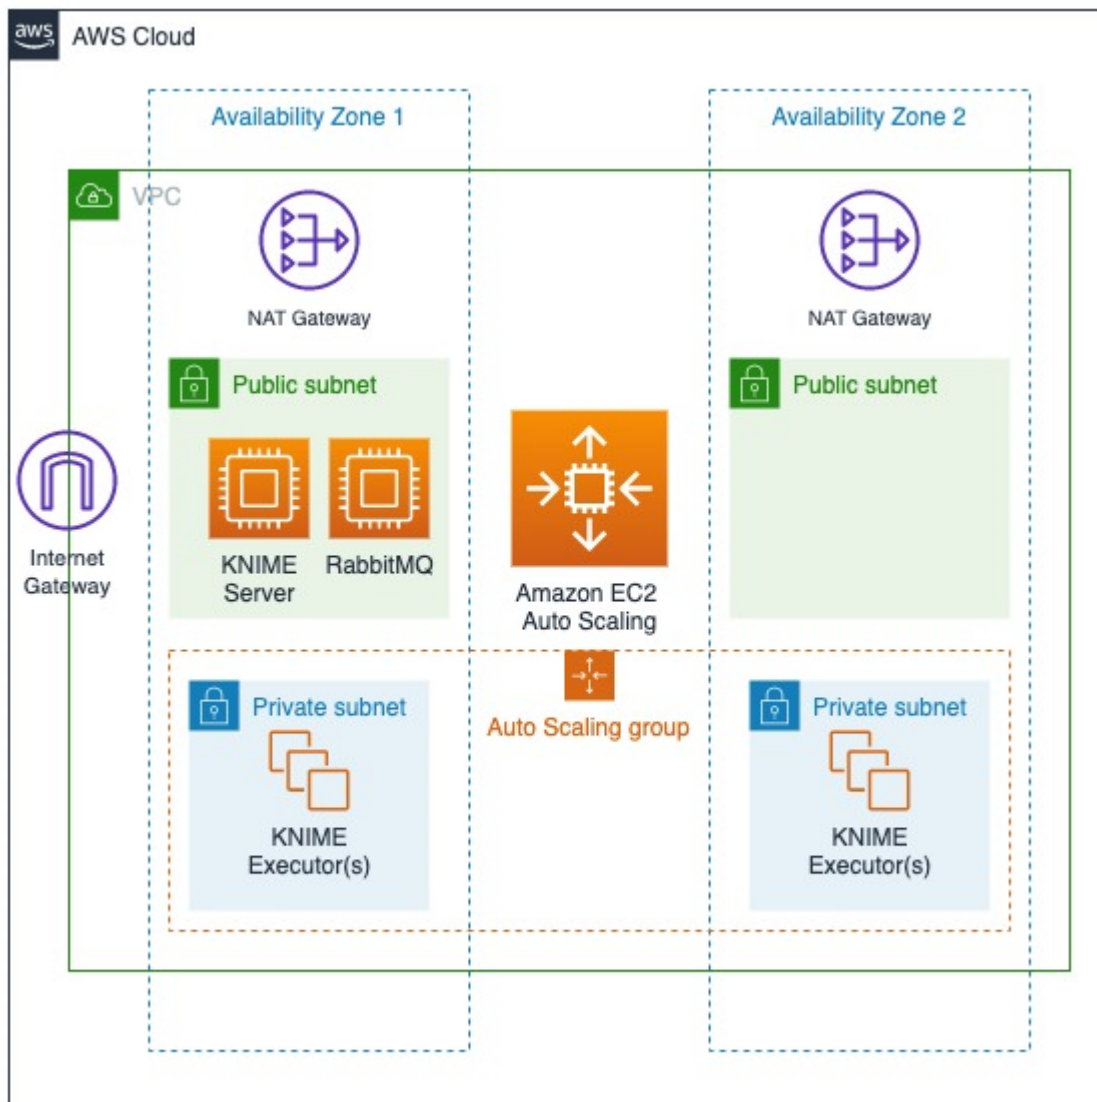 aws
AWS Cloud
Availability Zone 1
Availability Zone 2
VPC
NAT Gateway
NAT Gateway
Public subnet
Public subnet
KNIME
Server
RabbitMQ
Internet
Gateway
Amazon EC2
Auto Scaling
Private subnet
Auto Scaling group
Private subnet
KNIME
Executor(s)
KNIME
Executor(s)